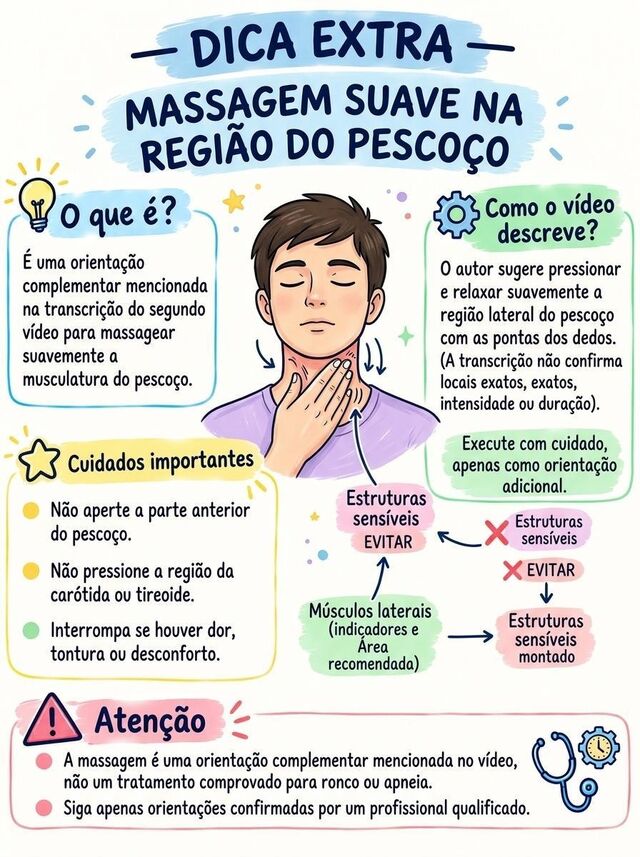 DICA EXTRA
MASSAGEM SUAVE NA
REGIÃO DO PESCOÇO
O que é?
É uma orientação
complementar mencionada
na transcrição do segundo
vídeo para massagear
suavemente a
musculatura do pescoço.
Como o vídeo
descreve?
O autor sugere pressionar
e relaxar suavemente a
região lateral do pescoço
com as pontas dos dedos.
(A transcrição não confirma
locais exatos, exatos,
intensidade ou duração).
Execute com cuidado,
apenas como orientação
adicional.
Cuidados importantes
Não aperte a parte anterior
do pescoço.
Não pressione a região da
carótida ou tireoide.
Interrompa se houver dor,
tontura ou desconforto.
Estruturas
sensíveis
EVITAR
Estruturas
sensíveis
EVITAR
Músculos laterais
(indicadores e
Área
recomendada)
Estruturas
sensíveis
montado
Atenção
A massagem é uma orientação complementar mencionada no vídeo,
não um tratamento comprovado para ronco ou apneia.
Siga apenas orientações confirmadas por um profissional qualificado.